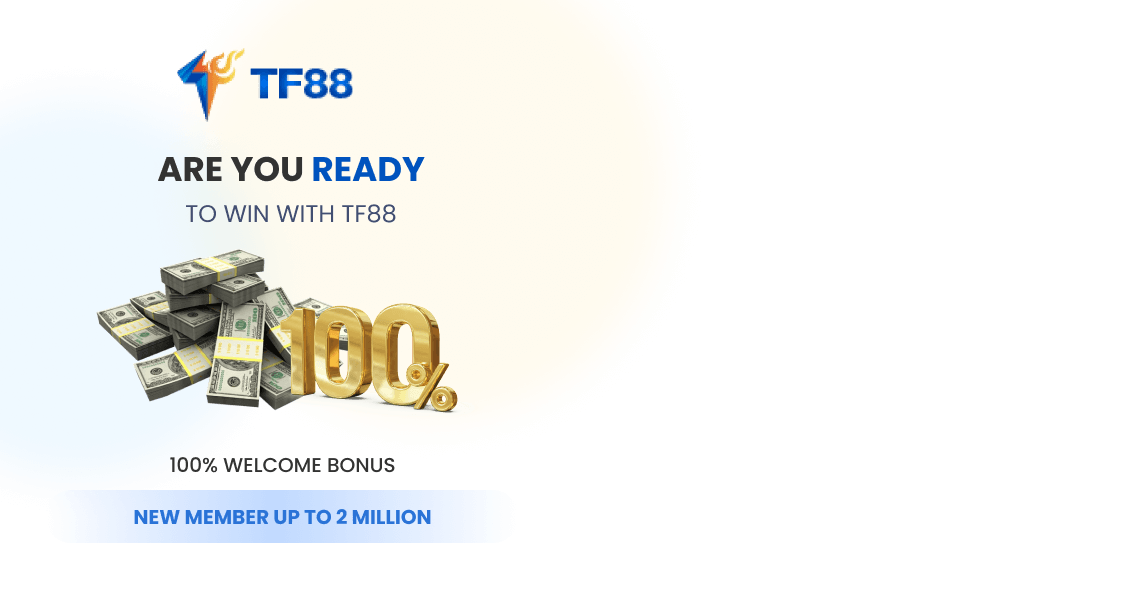 TF88
ARE YOU READY
TO WIN WITH TF88
100%
100% WELCOME BONUS
NEW MEMBER UP TO 2 MILLION